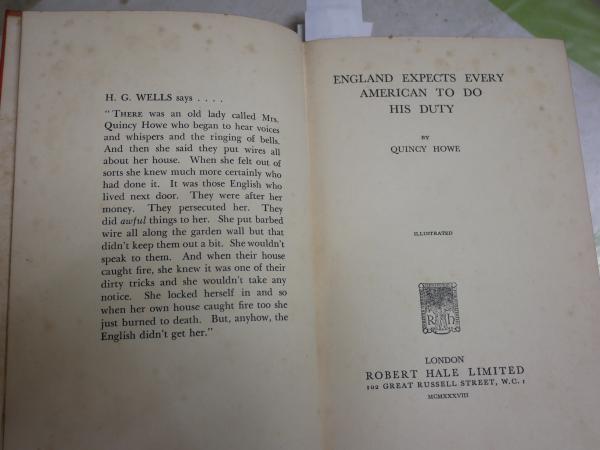 H. G. WELLS says . . . .
"THERE was an old lady called Mrs.
Quincy Howe who began to hear voices
and whispers and the ringing of bells.
And then she said they put wires all
about her house. When she felt out of
sorts she knew much more certainly who
had done it. It was those English who
lived next door. They were after her
money. They persecuted her. They
did awful things to her. She put barbed
wire all along the garden wall but that
didn't keep them out a bit. She wouldn't
speak to them. And when their house
caught fire, she knew it was one of their
dirty tricks and she wouldn't take any
notice. She locked herself in and so
when her own house caught fire too she
just burned to death. But, anyhow, the
English didn't get her."
ENGLAND EXPECTS EVERY
AMERICAN TO DO
HIS DUTY
BY
QUINCY HOWE
ILLUSTRATED
R h
LONDON
ROBERT HALE LIMITED
102 GREAT RUSSELL STREET, W.C. 1
MCMXXXVIII